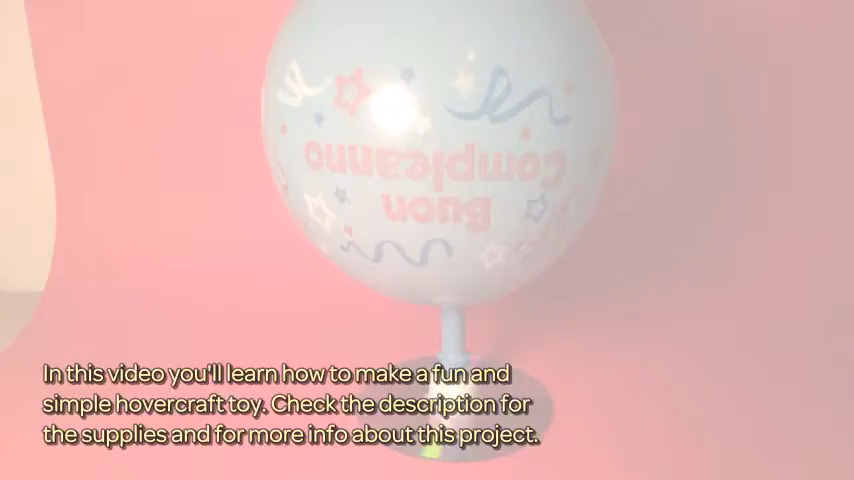 Buon
Compleanno
In this video you'll learn how to make a fun and
simple hovercraft toy. Check the description for
the supplies and for more info about this project.